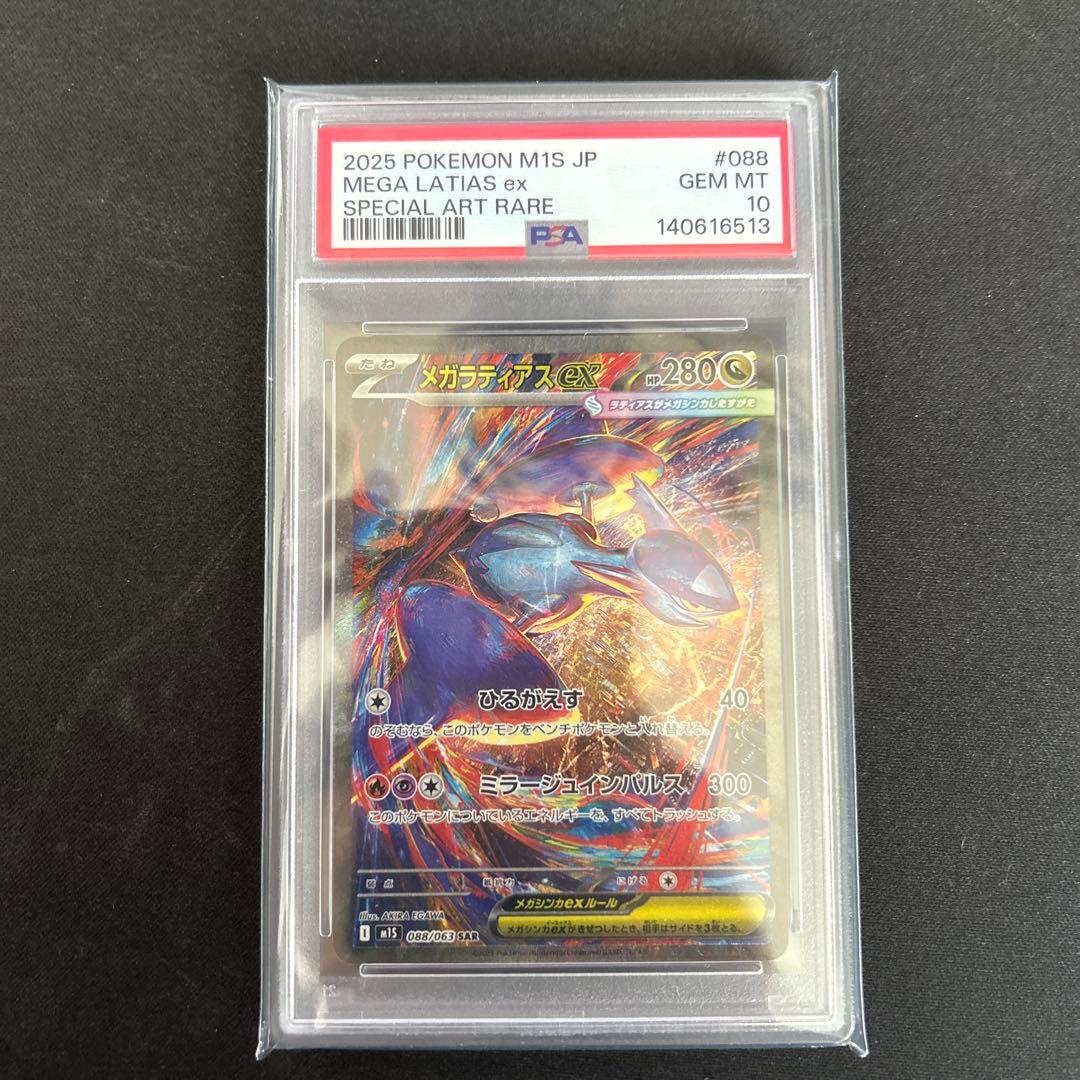 2025 POKEMON M1S JP #088
MEGA LATIAS ex GEM MT
SPECIAL ART RARE 10
PSA 140616513
たね メガラティアスex HP280
ラティアスがメガシンカしたすがた
ひるがえす 40
のぞむなら、このポケモンをベンチポケモンと入れ替える。
ミラージュインパルス 300
このポケモンについているエネルギーを、すべてトラッシュする。
弱点 抵抗力 にげる
メガシンカexルール
Illus. AKIRA EGAWA
メガシンカexがきぜつしたとき、相手はサイドを3枚とる。
I M1S 088/063 SAR